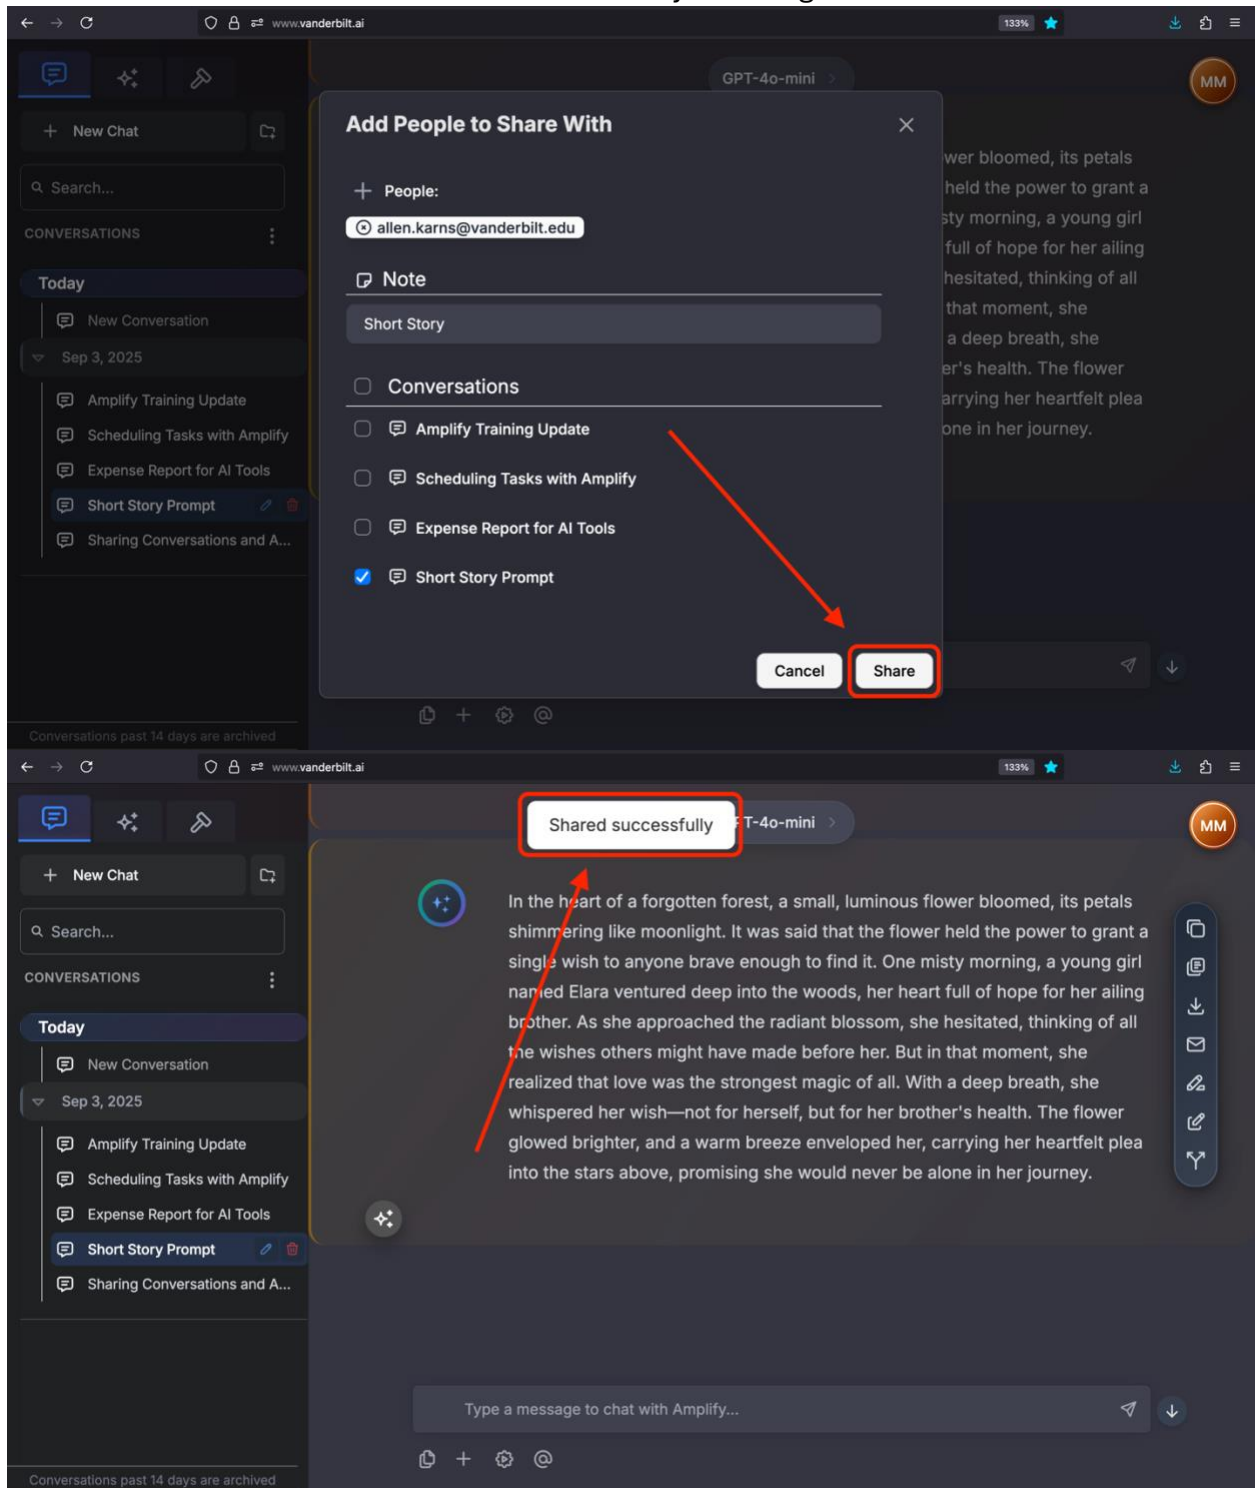 www.vanderbilt.ai
133%
GPT-4o-mini
MM
New Chat
Search...
CONVERSATIONS
Today
New Conversation
Sep 3, 2025
Amplify Training Update
Scheduling Tasks with Amplify
Expense Report for AI Tools
Short Story Prompt
Sharing Conversations and A...
Conversations past 14 days are archived
Add People to Share With
People:
allen.karns@vanderbilt.edu
Note
Short Story
Conversations
Amplify Training Update
Scheduling Tasks with Amplify
Expense Report for AI Tools
Short Story Prompt
Cancel Share
wer bloomed, its petals
held the power to grant a
sty morning, a young girl
full of hope for her ailing
hesitated, thinking of all
that moment, she
a deep breath, she
er's health. The flower
arrying her heartfelt plea
one in her journey.
www.vanderbilt.ai
133%
Shared successfully
PT-4o-mini
MM
New Chat
Search...
CONVERSATIONS
Today
New Conversation
Sep 3, 2025
Amplify Training Update
Scheduling Tasks with Amplify
Expense Report for AI Tools
Short Story Prompt
Sharing Conversations and A...
Conversations past 14 days are archived
In the heart of a forgotten forest, a small, luminous flower bloomed, its petals
shimmering like moonlight. It was said that the flower held the power to grant a
single wish to anyone brave enough to find it. One misty morning, a young girl
named Elara ventured deep into the woods, her heart full of hope for her ailing
brother. As she approached the radiant blossom, she hesitated, thinking of all
the wishes others might have made before her. But in that moment, she
realized that love was the strongest magic of all. With a deep breath, she
whispered her wish—not for herself, but for her brother's health. The flower
glowed brighter, and a warm breeze enveloped her, carrying her heartfelt plea
into the stars above, promising she would never be alone in her journey.
Type a message to chat with Amplify...